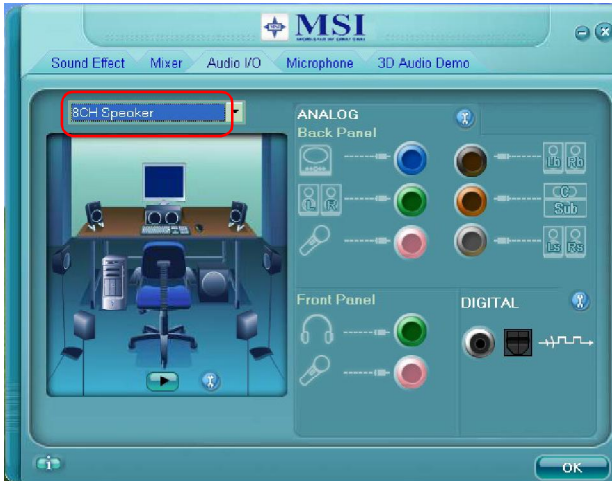 MSI
Sound Effect Mixer Audio I/O Microphone 3D Audio Demo
8CH Speaker
ANALOG
Back Panel
Lb Rb
L R
C
Sub
Ls Rs
Front Panel
DIGITAL
i
OK